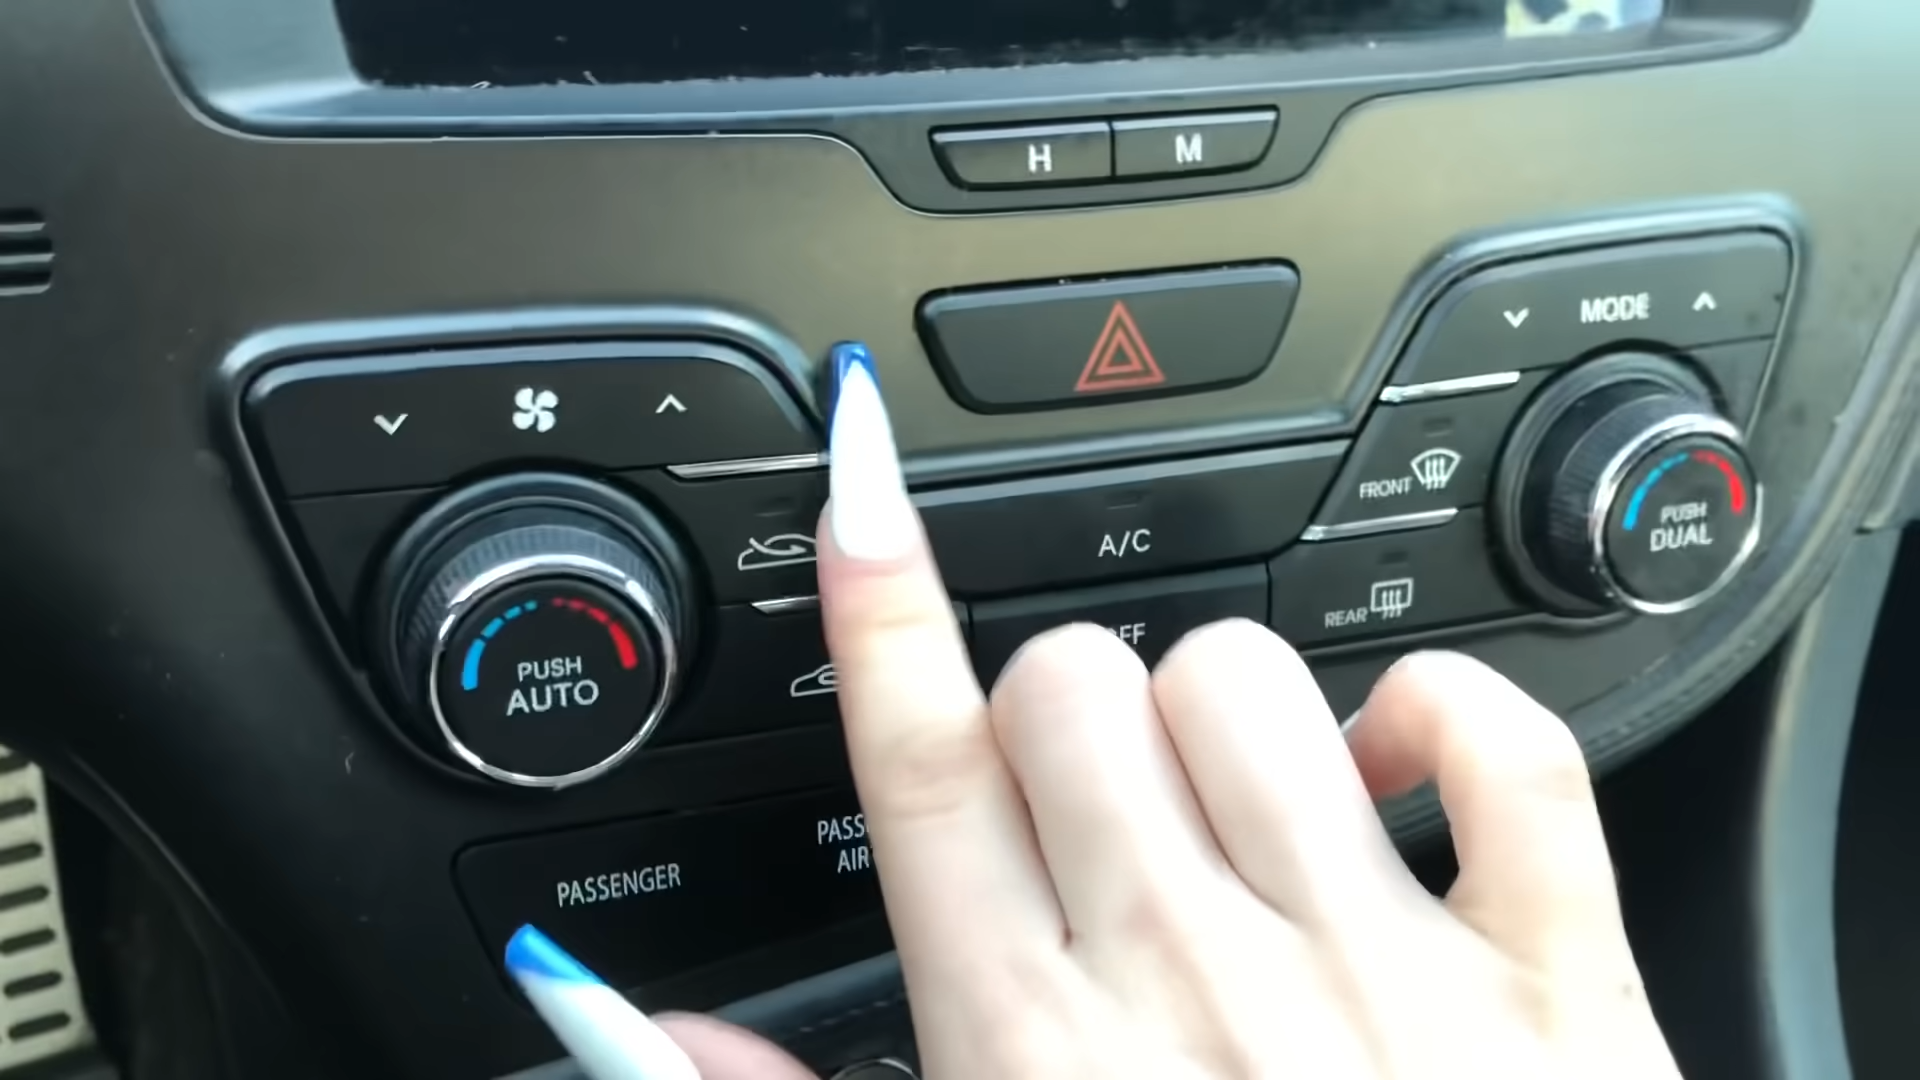 H
M
MODE
FRONT
A/C
PUSH
DUAL
REAR
PUSH
AUTO
PASSENGER